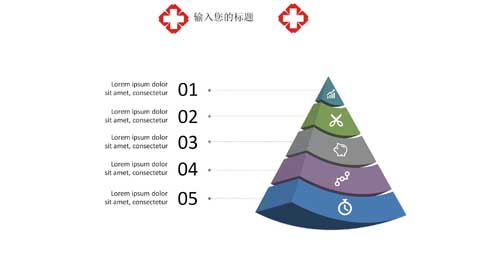 输入您的标题
Lorem ipsum dolor
sit amet, consectetur
01
Lorem ipsum dolor
sit amet, consectetur
02
Lorem ipsum dolor
sit amet, consectetur
03
Lorem ipsum dolor
sit amet, consectetur
04
Lorem ipsum dolor
sit amet, consectetur
05